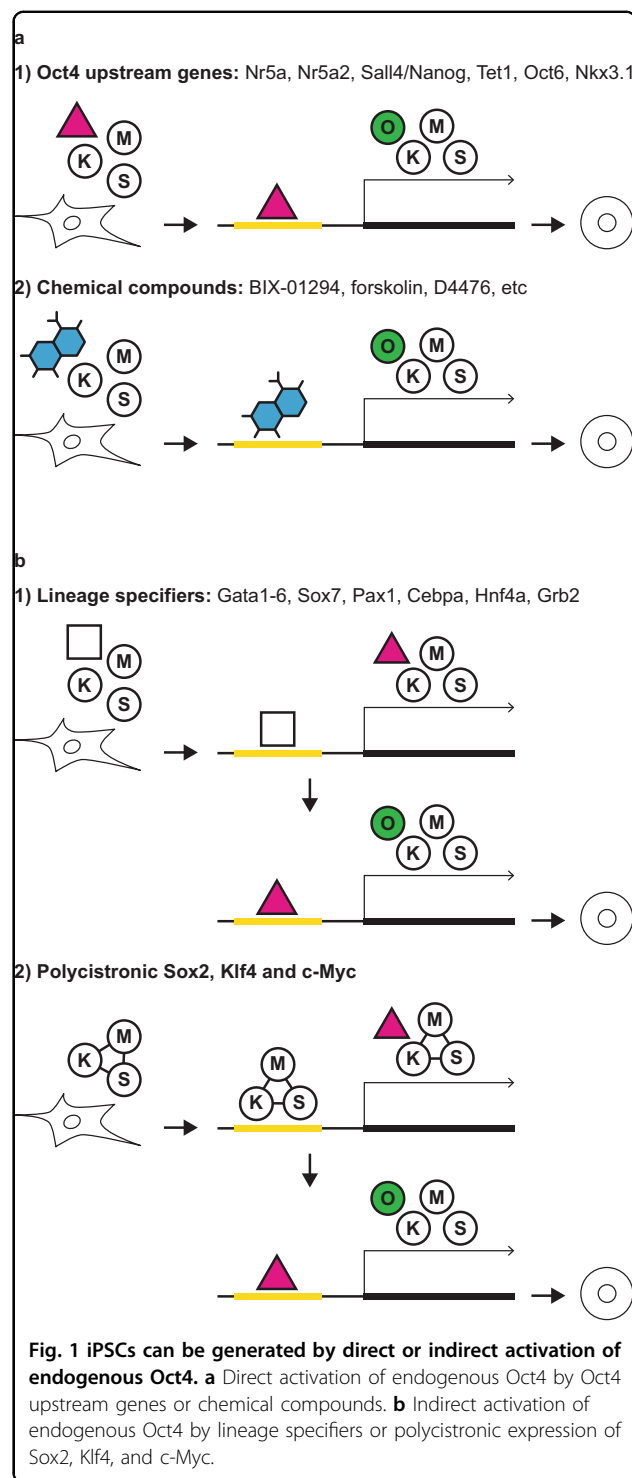 a
1) Oct4 upstream genes: Nr5a, Nr5a2, Sall4/Nanog, Tet1, Oct6, Nkx3.1
O
M
M
K
K
S
S
2) Chemical compounds: BIX-01294, forskolin, D4476, etc
O
M
M
K
K
S
S
b
1) Lineage specifiers: Gata1-6, Sox7, Pax1, Cebpa, Hnf4a, Grb2
M
M
K
K
S
S
O
M
K
S
2) Polycistronic Sox2, Klf4 and c-Myc
M
M
K
K
S
S
M
K
S
O
M
K
S
Fig. 1 iPSCs can be generated by direct or indirect activation of
endogenous Oct4. a Direct activation of endogenous Oct4 by Oct4
upstream genes or chemical compounds. b Indirect activation of
endogenous Oct4 by lineage specifiers or polycistronic expression of
Sox2, Klf4, and c-Myc.